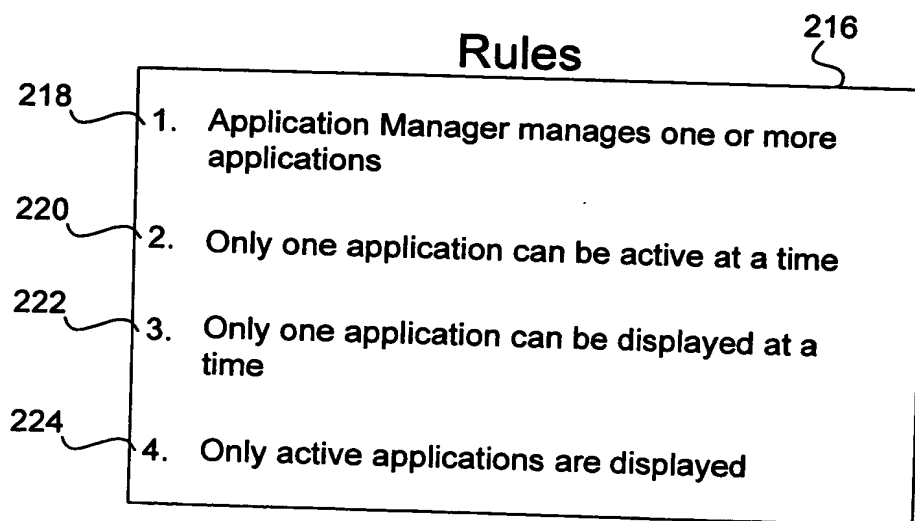 216
Rules
218
1. Application Manager manages one or more
applications
220
2. Only one application can be active at a time
222
3. Only one application can be displayed at a
time
224
4. Only active applications are displayed